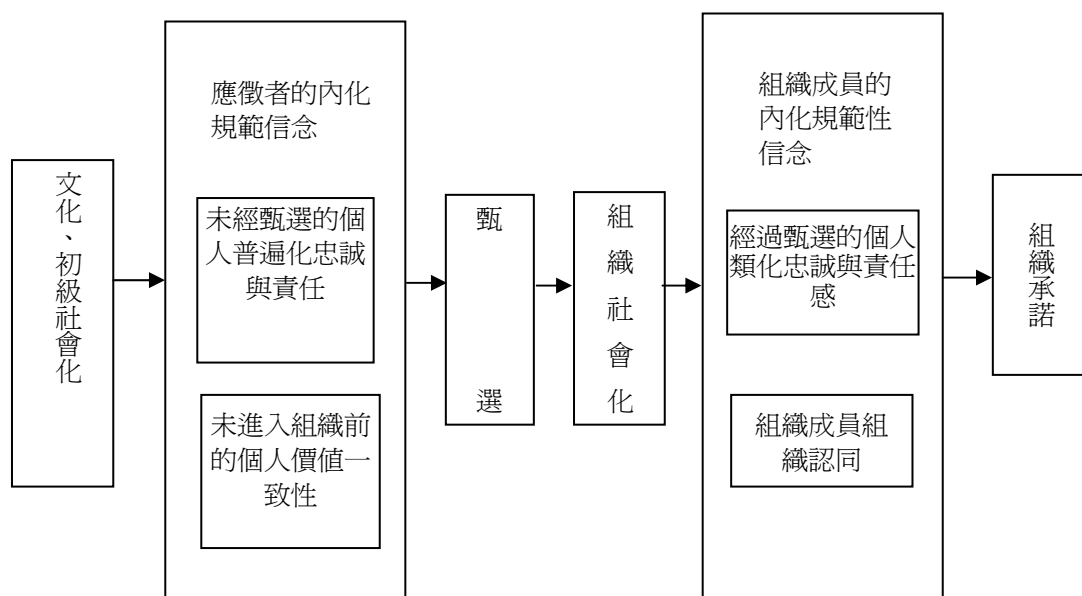 文化、初級社會化
應徵者的內化
規範信念
未經甄選的個
人普遍化忠誠
與責任
未進入組織前
的個人價值一
致性
甄選
組織社會化
組織成員的
內化規範性
信念
經過甄選的個人
類化忠誠與責任
感
組織成員組
織認同
組織承諾